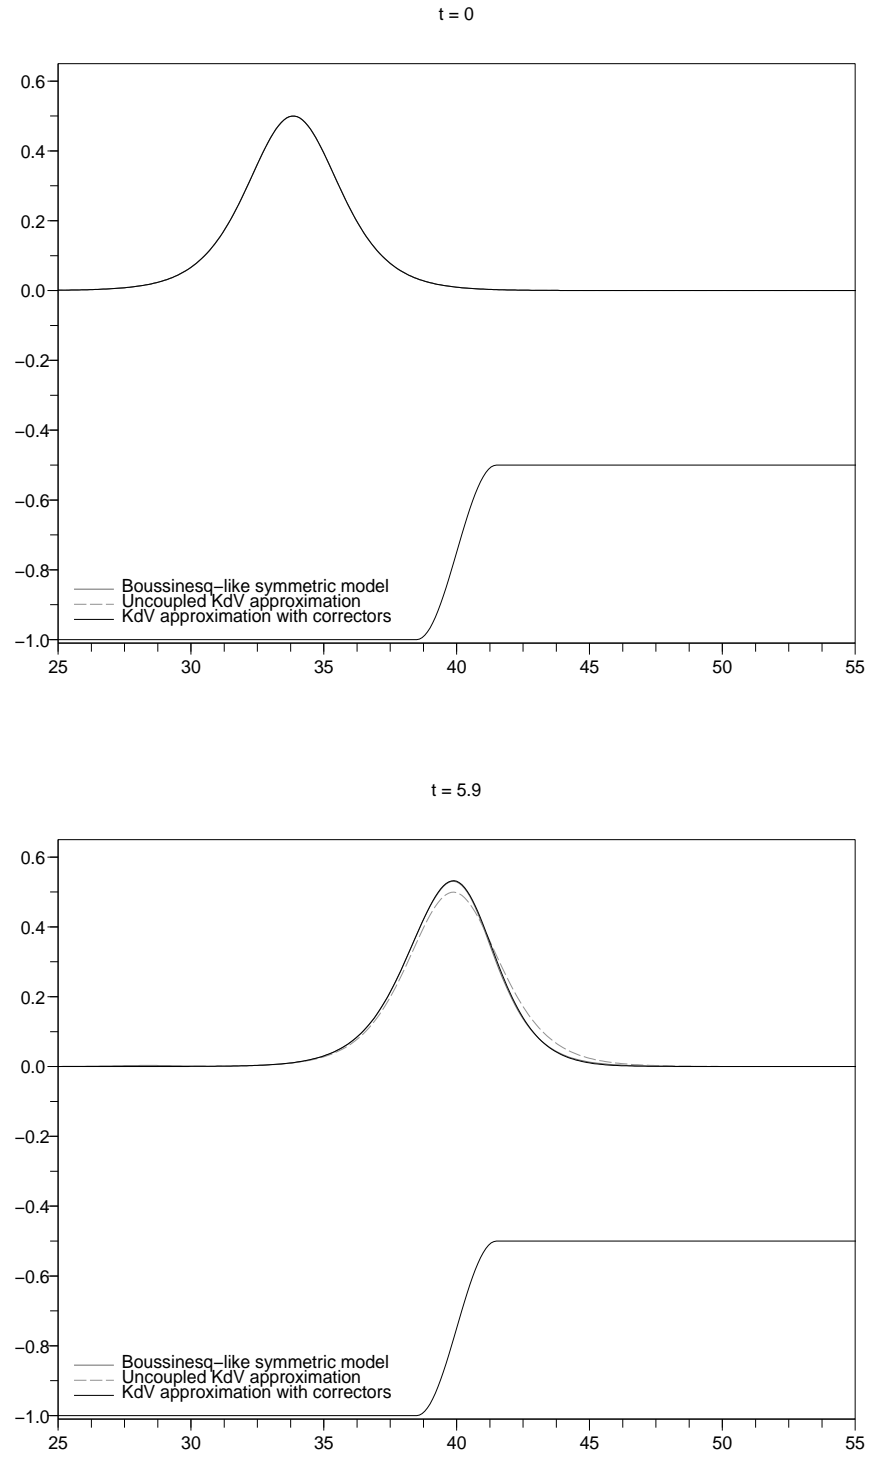 t = 0
0.6
0.4
0.2
0.0
−0.2
−0.4
−0.6
−0.8
−1.0
Boussinesq−like symmetric model
Uncoupled KdV approximation
KdV approximation with correctors
25 30 35 40 45 50 55
t = 5.9
0.6
0.4
0.2
0.0
−0.2
−0.4
−0.6
−0.8
−1.0
Boussinesq−like symmetric model
Uncoupled KdV approximation
KdV approximation with correctors
25 30 35 40 45 50 55